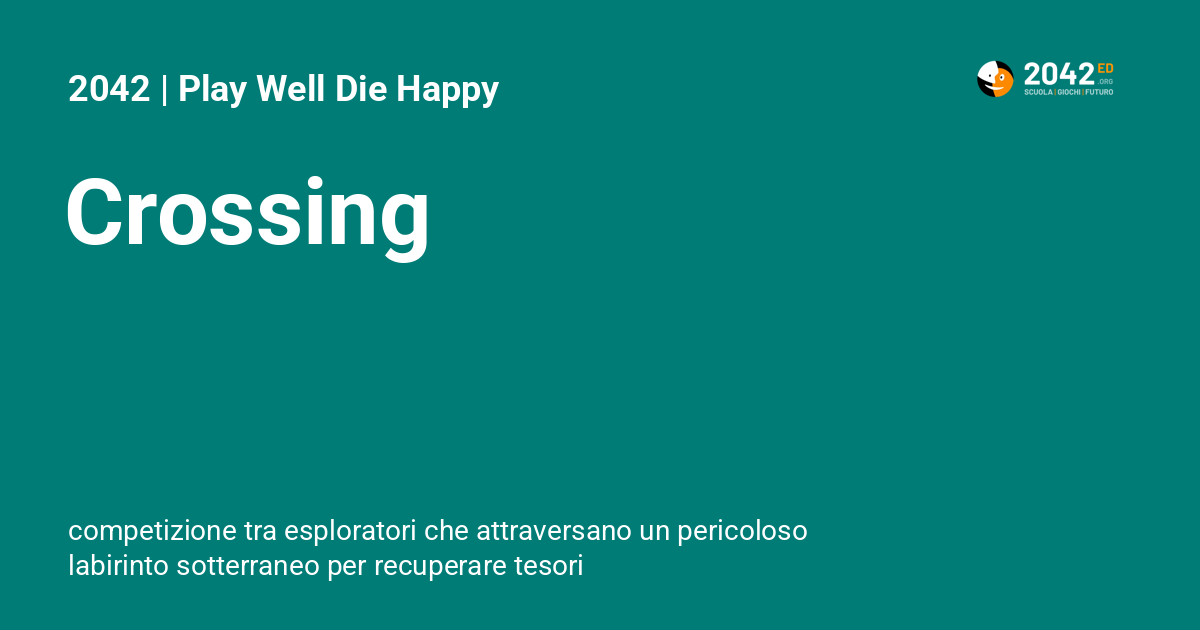 2042 | Play Well Die Happy
2042 ED
.ORG
SCUOLA | GIOCHI | FUTURO
Crossing
competizione tra esploratori che attraversano un pericoloso
labirinto sotterraneo per recuperare tesori